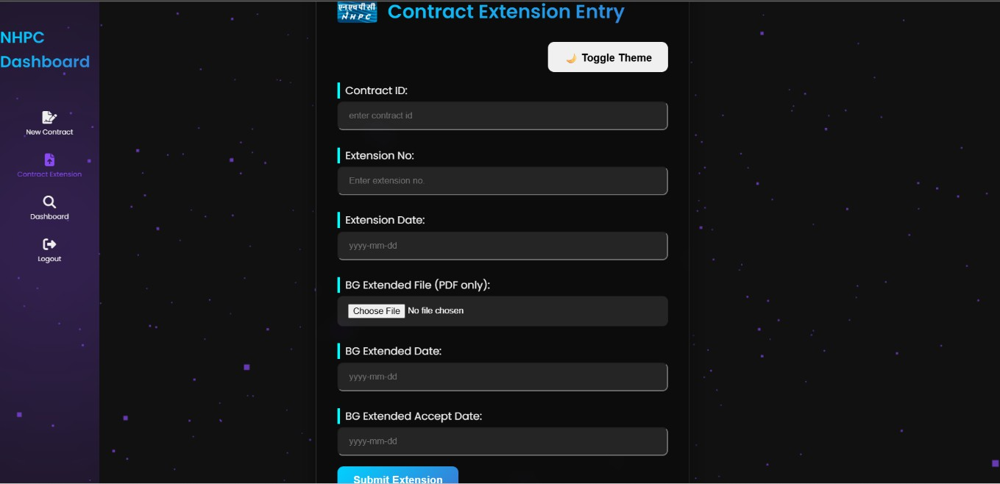 NHPC
Dashboard
New Contract
Contract Extension
Dashboard
Logout
एनएचपीसी
NHPC
Contract Extension Entry
🌙 Toggle Theme
Contract ID:
enter contract id
Extension No:
Enter extension no.
Extension Date:
yyyy-mm-dd
BG Extended File (PDF only):
Choose File No file chosen
BG Extended Date:
yyyy-mm-dd
BG Extended Accept Date:
yyyy-mm-dd
Submit Extension